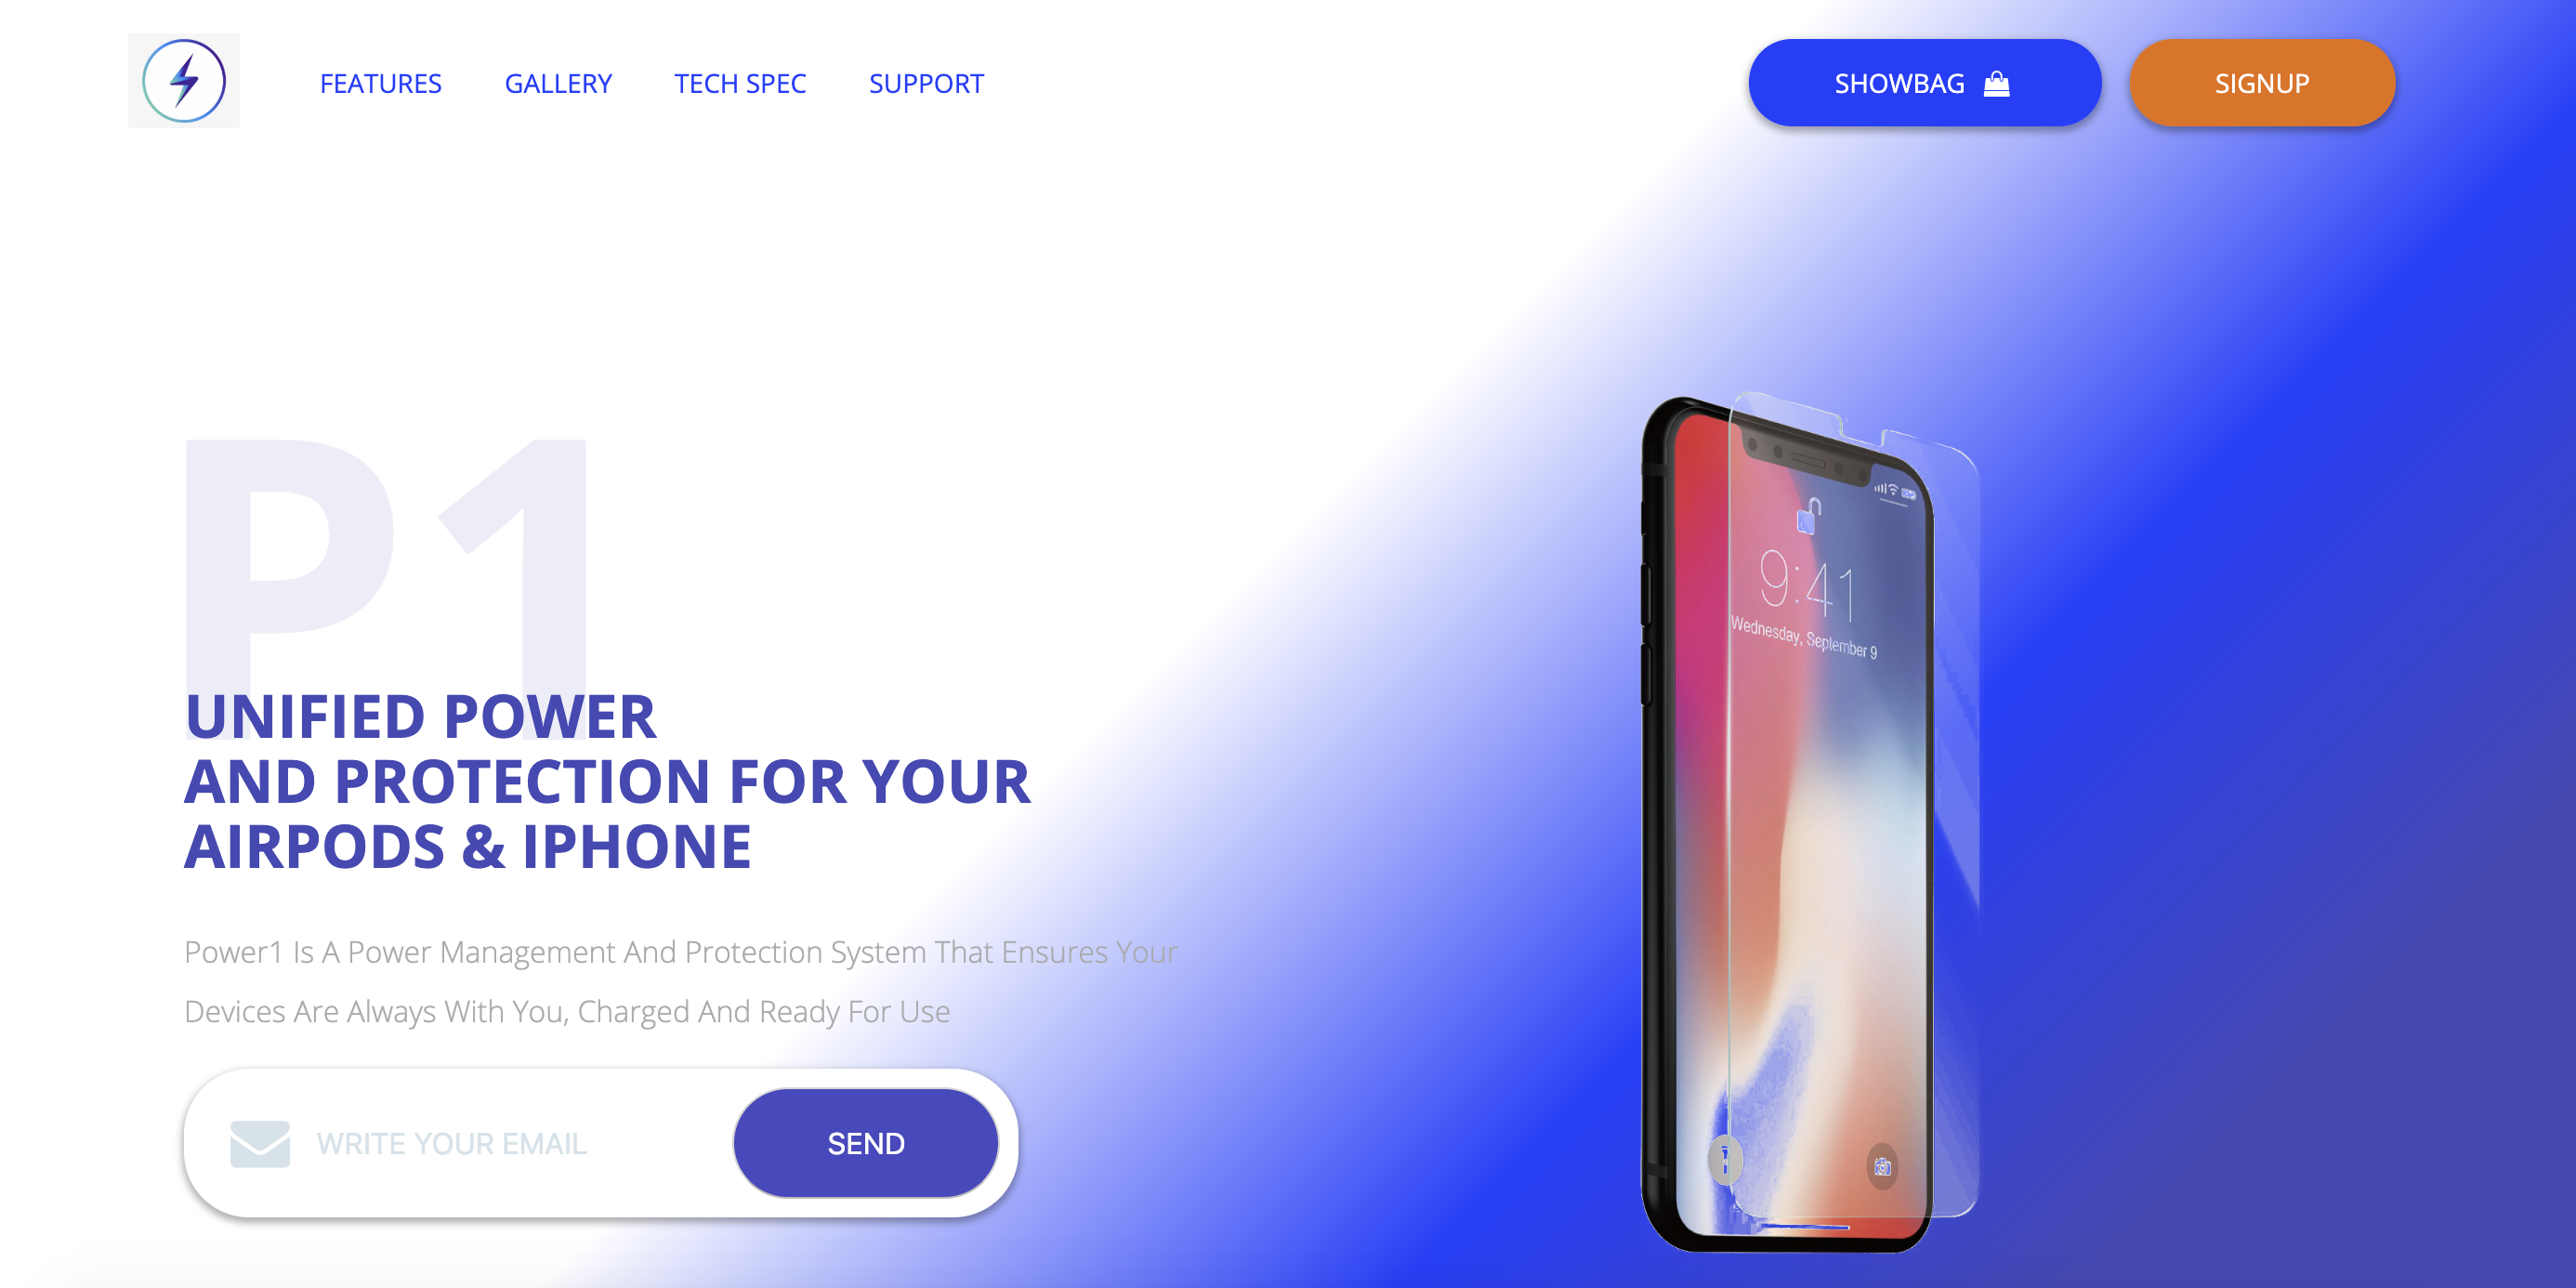 FEATURES GALLERY TECH SPEC SUPPORT SHOWBAG SIGNUP
P1
UNIFIED POWER
AND PROTECTION FOR YOUR
AIRPODS & IPHONE
Power1 Is A Power Management And Protection System That Ensures Your
Devices Are Always With You, Charged And Ready For Use
WRITE YOUR EMAIL SEND
9:41
Wednesday, September 9